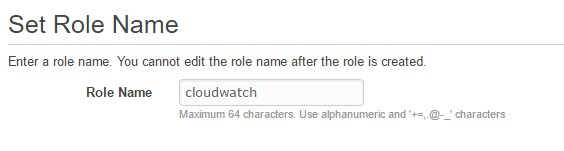 Set Role Name
Enter a role name. You cannot edit the role name after the role is created.
Role Name cloudwatch
Maximum 64 characters. Use alphanumeric and '+=,.@-_' characters